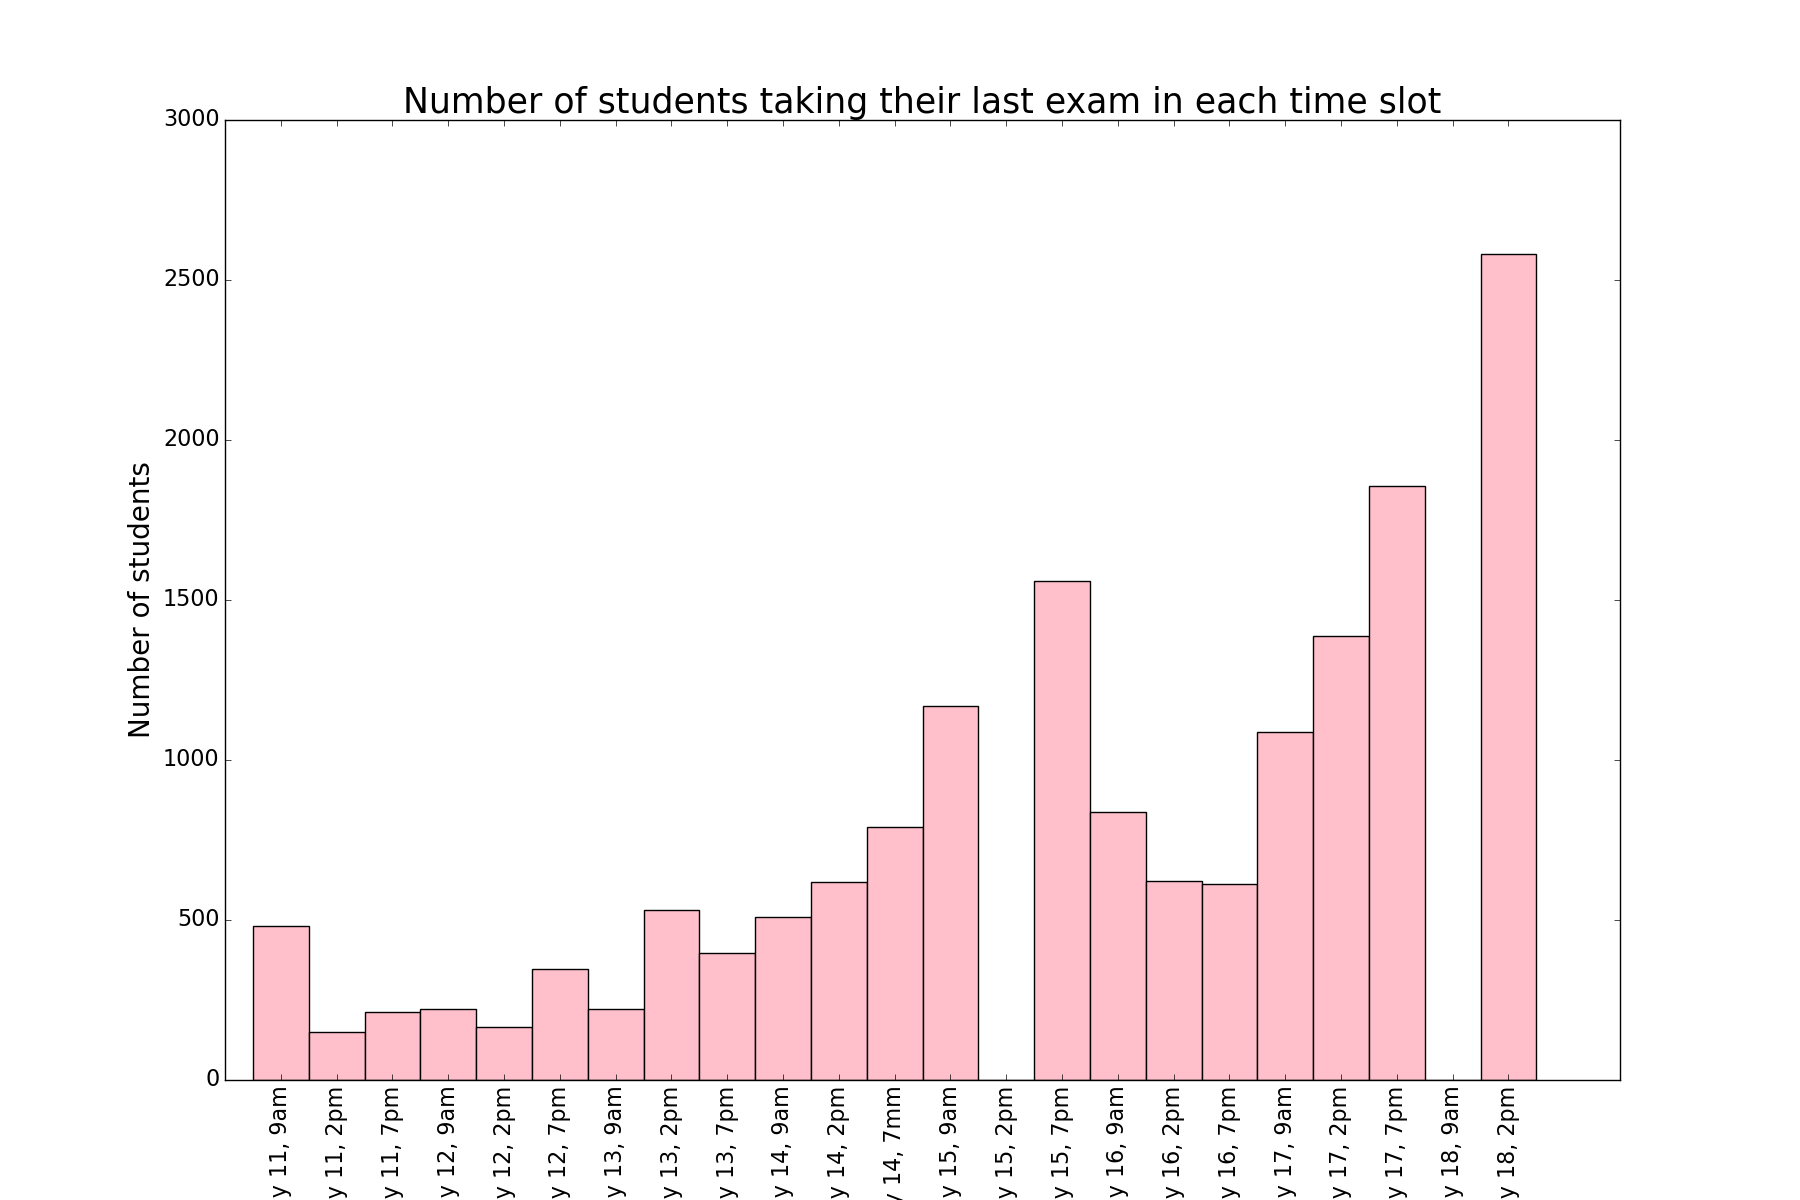 Number of students taking their last exam in each time slot
3000
2500
2000
1500
1000
500
0
Number of students
y 11, 9am
y 11, 2pm
y 11, 7pm
y 12, 9am
y 12, 2pm
y 12, 7pm
y 13, 9am
y 13, 2pm
y 13, 7pm
y 14, 9am
y 14, 2pm
y 14, 7mm
y 15, 9am
y 15, 2pm
y 15, 7pm
y 16, 9am
y 16, 2pm
y 16, 7pm
y 17, 9am
y 17, 2pm
y 17, 7pm
y 18, 9am
y 18, 2pm